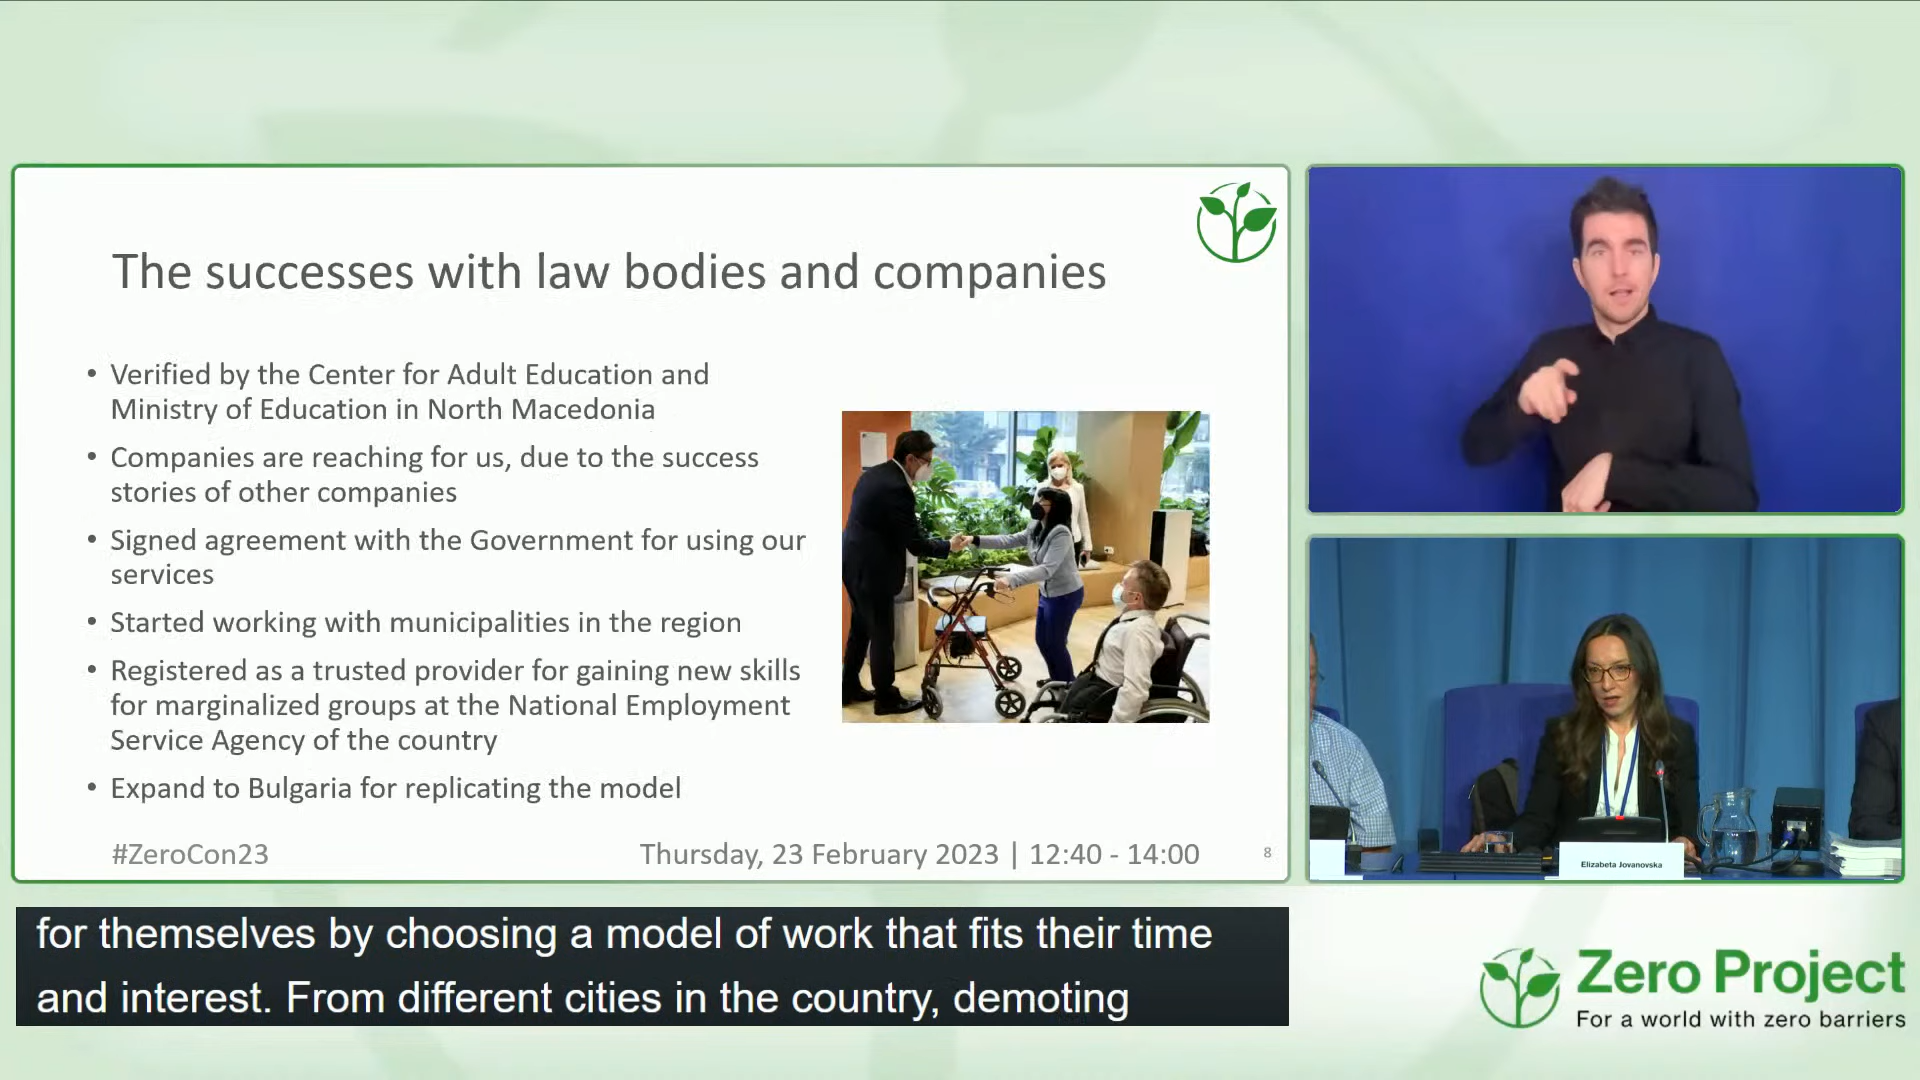 The successes with law bodies and companies
• Verified by the Center for Adult Education and
Ministry of Education in North Macedonia
• Companies are reaching for us, due to the success
stories of other companies
• Signed agreement with the Government for using our
services
• Started working with municipalities in the region
• Registered as a trusted provider for gaining new skills
for marginalized groups at the National Employment
Service Agency of the country
• Expand to Bulgaria for replicating the model
#ZeroCon23
Thursday, 23 February 2023 | 12:40 - 14:00
8
Elizabeta Jovanovska
for themselves by choosing a model of work that fits their time
and interest. From different cities in the country, demoting
Zero Project
For a world with zero barriers